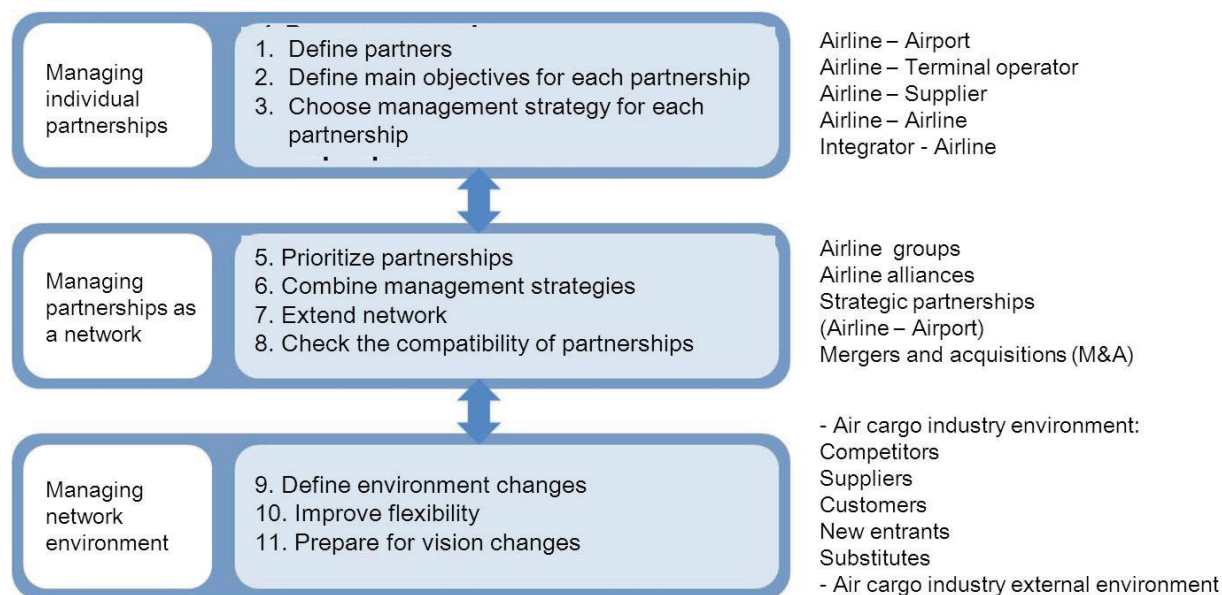 Managing
individual
partnerships
1. Define partners
2. Define main objectives for each partnership
3. Choose management strategy for each
partnership
Airline – Airport
Airline – Terminal operator
Airline – Supplier
Airline – Airline
Integrator - Airline
Managing
partnerships as
a network
5. Prioritize partnerships
6. Combine management strategies
7. Extend network
8. Check the compatibility of partnerships
Airline groups
Airline alliances
Strategic partnerships
(Airline – Airport)
Mergers and acquisitions (M&A)
Managing
network
environment
9. Define environment changes
10. Improve flexibility
11. Prepare for vision changes
- Air cargo industry environment:
Competitors
Suppliers
Customers
New entrants
Substitutes
- Air cargo industry external environment